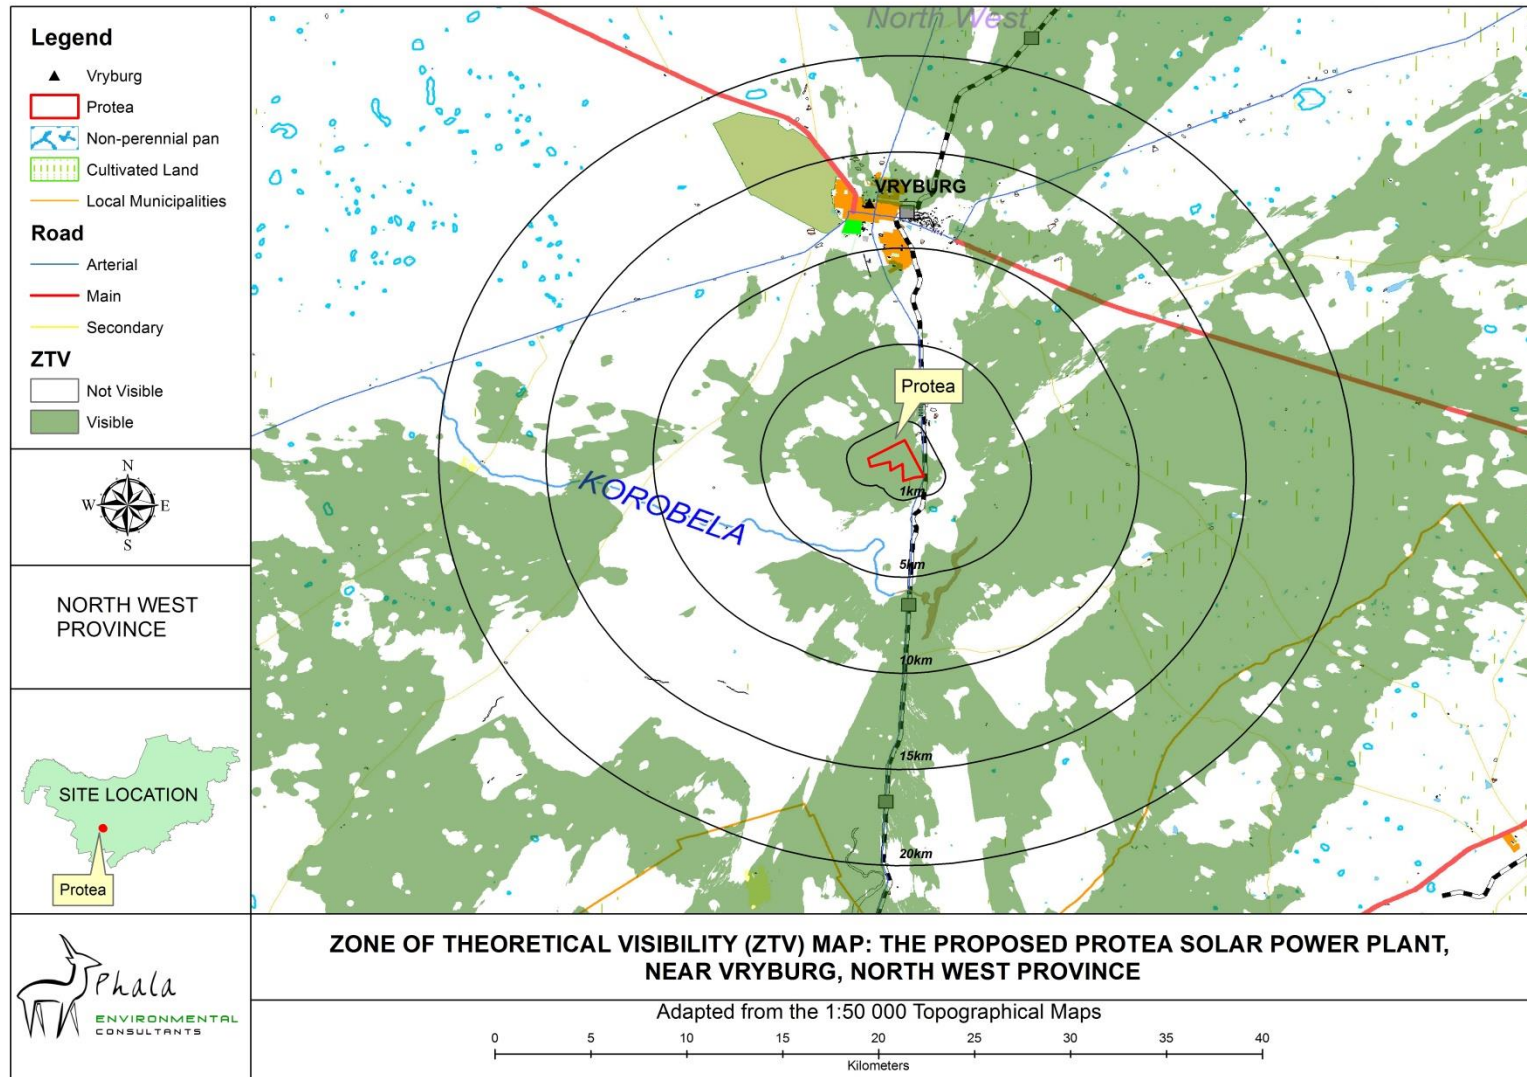 Legend
Vryburg
Protea
Non-perennial pan
Cultivated Land
Local Municipalities
Road
Arterial
Main
Secondary
ZTV
Not Visible
Visible
N
W E
S
NORTH WEST
PROVINCE
SITE LOCATION
Protea
Phala
ENVIRONMENTAL
CONSULTANTS
North West
VRYBURG
Protea
KOROBELA
1km
5km
10km
15km
20km
ZONE OF THEORETICAL VISIBILITY (ZTV) MAP: THE PROPOSED PROTEA SOLAR POWER PLANT,
NEAR VRYBURG, NORTH WEST PROVINCE
Adapted from the 1:50 000 Topographical Maps
0 5 10 15 20 25 30 35 40
Kilometers